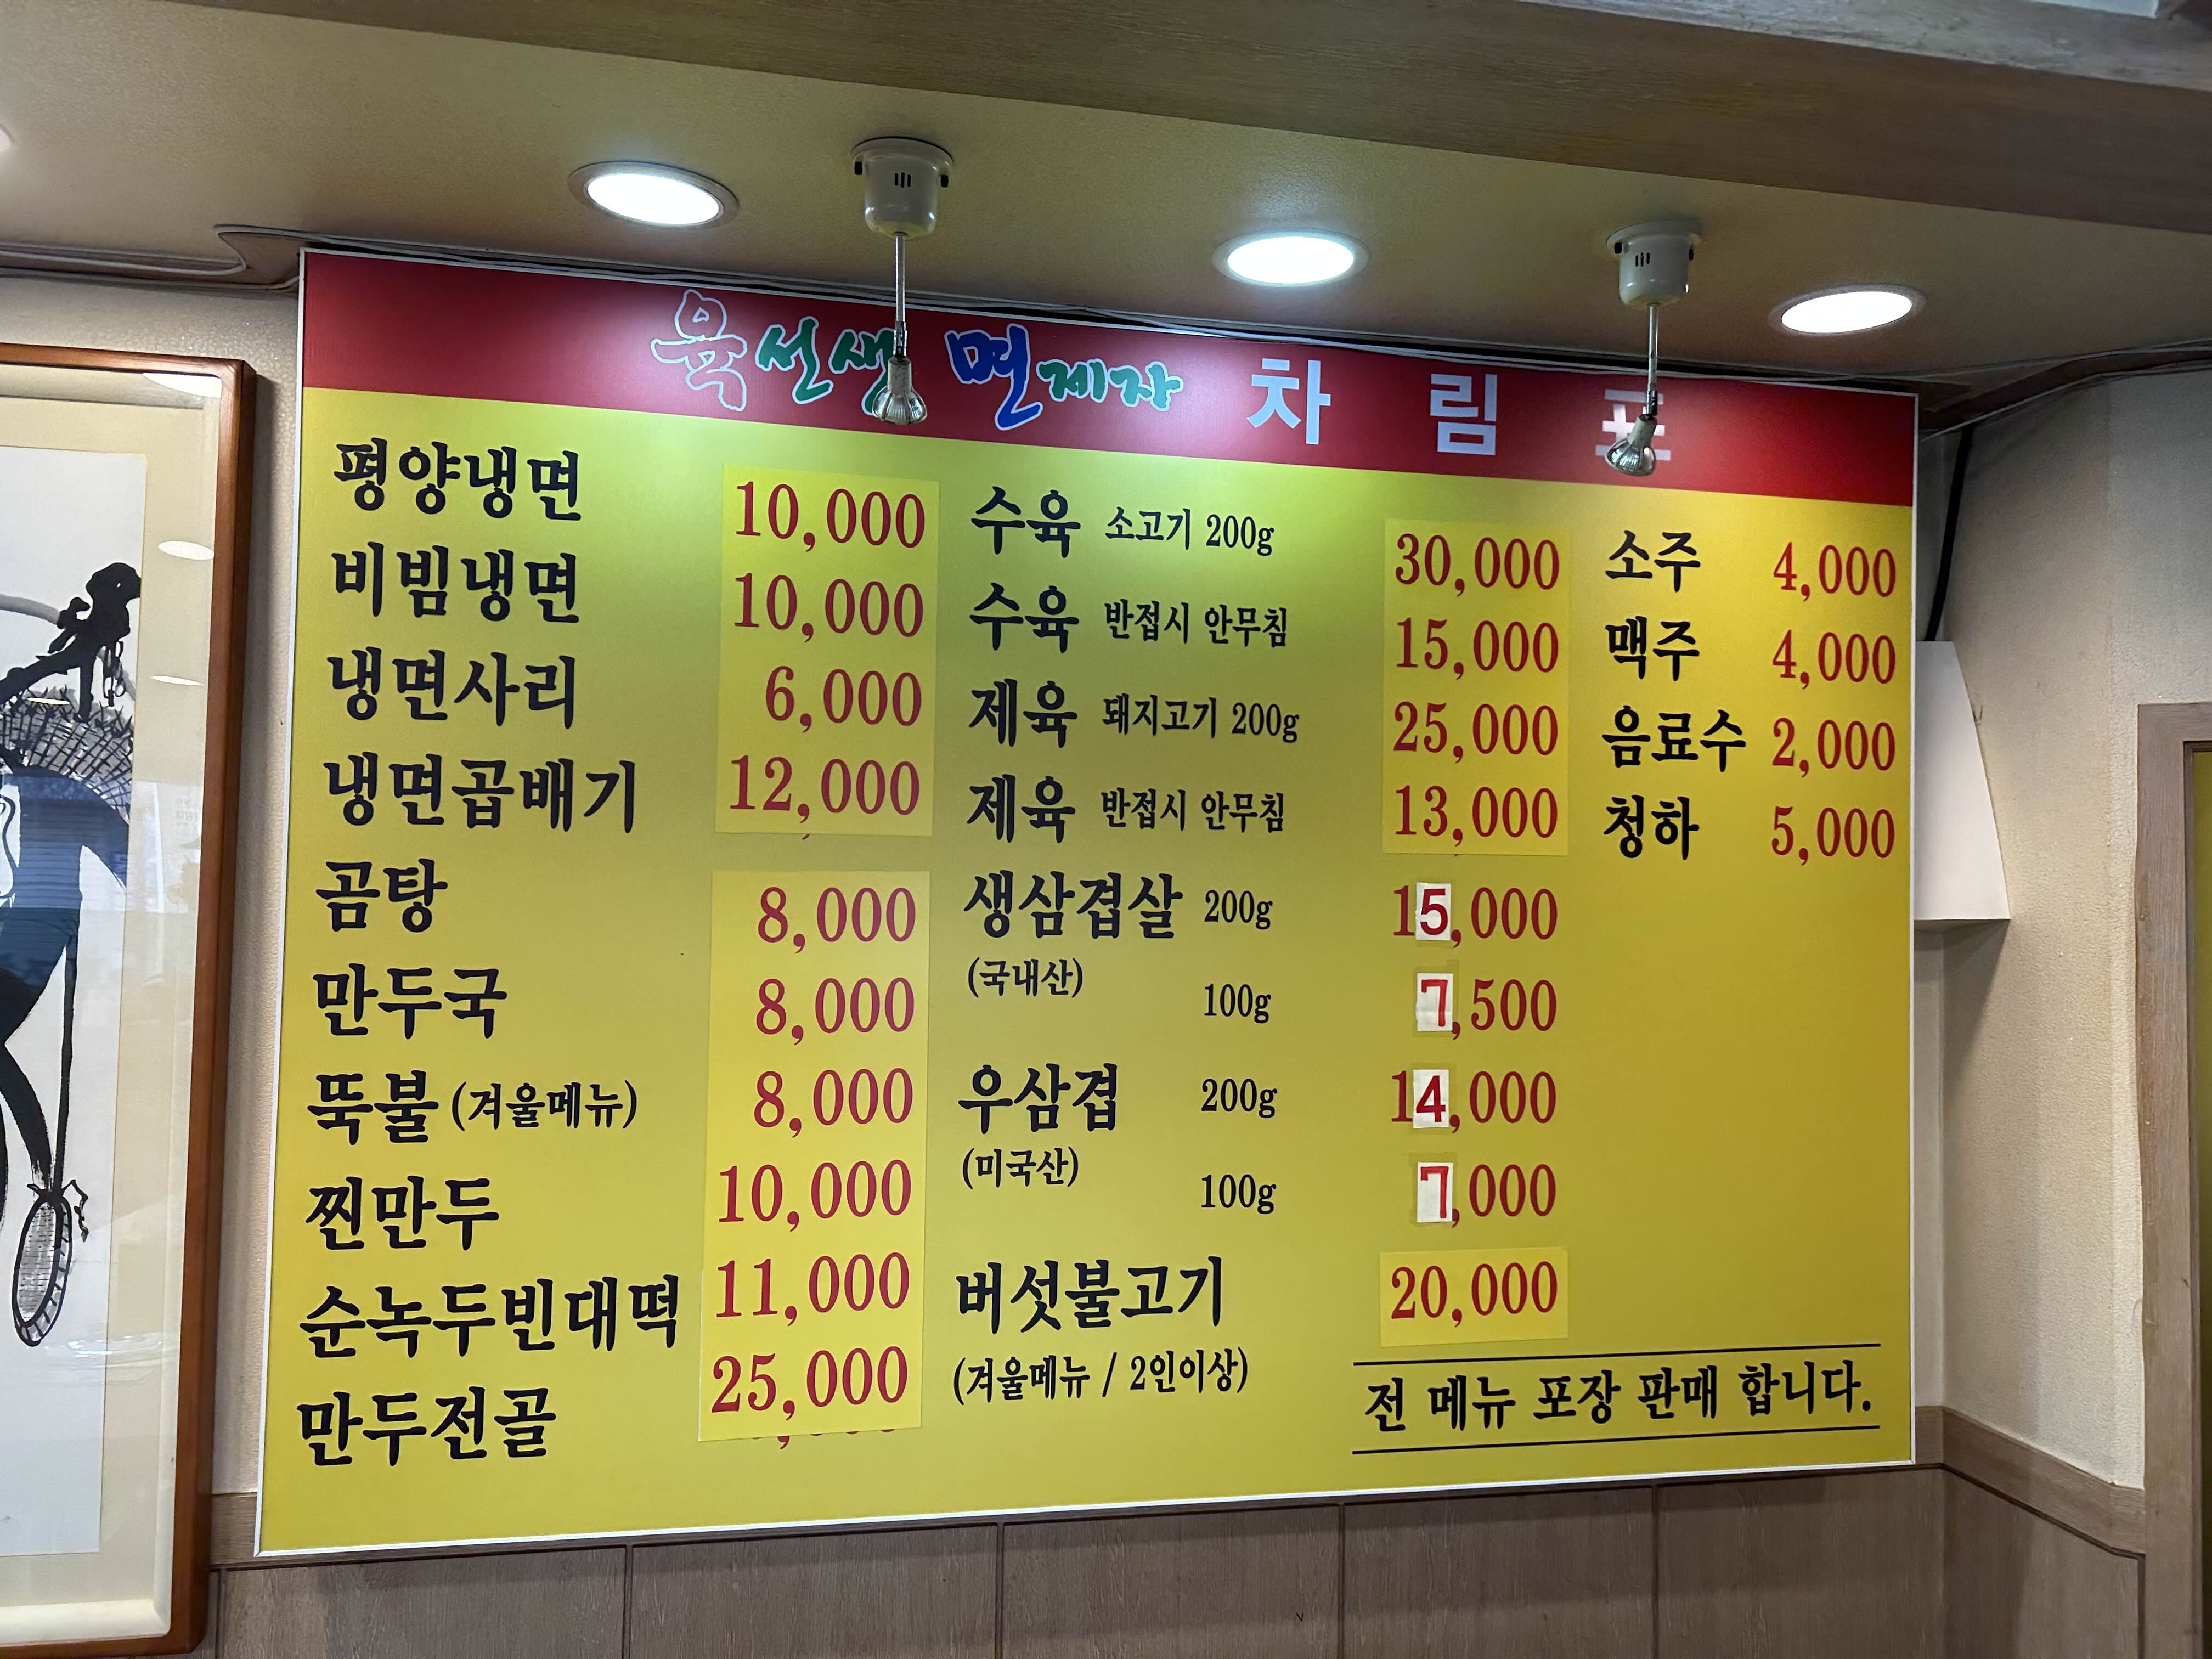 육선생 면제자 차림표
평양냉면 10,000
비빔냉면 10,000
냉면사리 6,000
냉면곱배기 12,000
곰탕 8,000
만두국 8,000
뚝불 (겨울메뉴) 8,000
찐만두 10,000
순녹두빈대떡 11,000
만두전골 25,000
수육 소고기 200g 30,000
수육 반접시 안무침 15,000
제육 돼지고기 200g 25,000
제육 반접시 안무침 13,000
생삼겹살 200g 15,000
(국내산) 100g 7,500
우삼겹 200g 14,000
(미국산) 100g 7,000
버섯불고기 20,000
(겨울메뉴 / 2인이상)
소주 4,000
맥주 4,000
음료수 2,000
청하 5,000
전 메뉴 포장 판매 합니다.